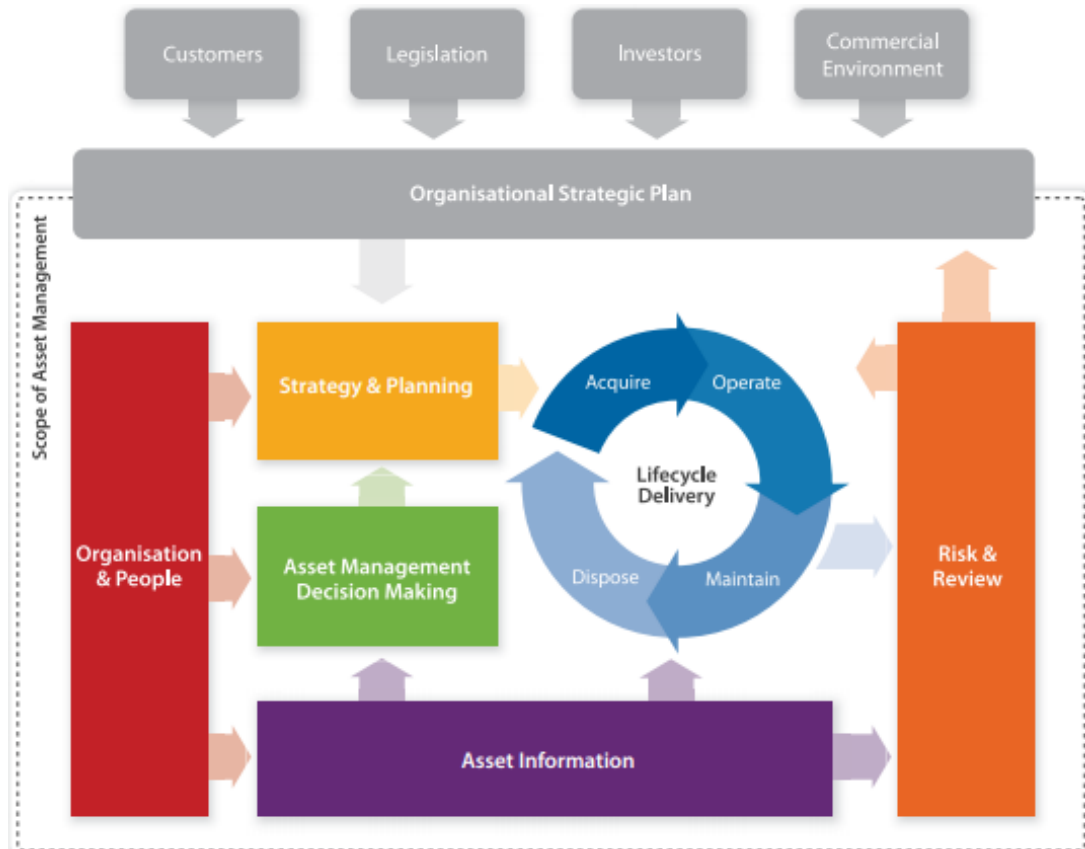 Customers
Legislation
Investors
Commercial
Environment
Organisational Strategic Plan
Scope of Asset Management
Strategy & Planning
Acquire
Operate
Lifecycle
Delivery
Organisation
& People
Asset Management
Decision Making
Dispose
Maintain
Risk &
Review
Asset Information